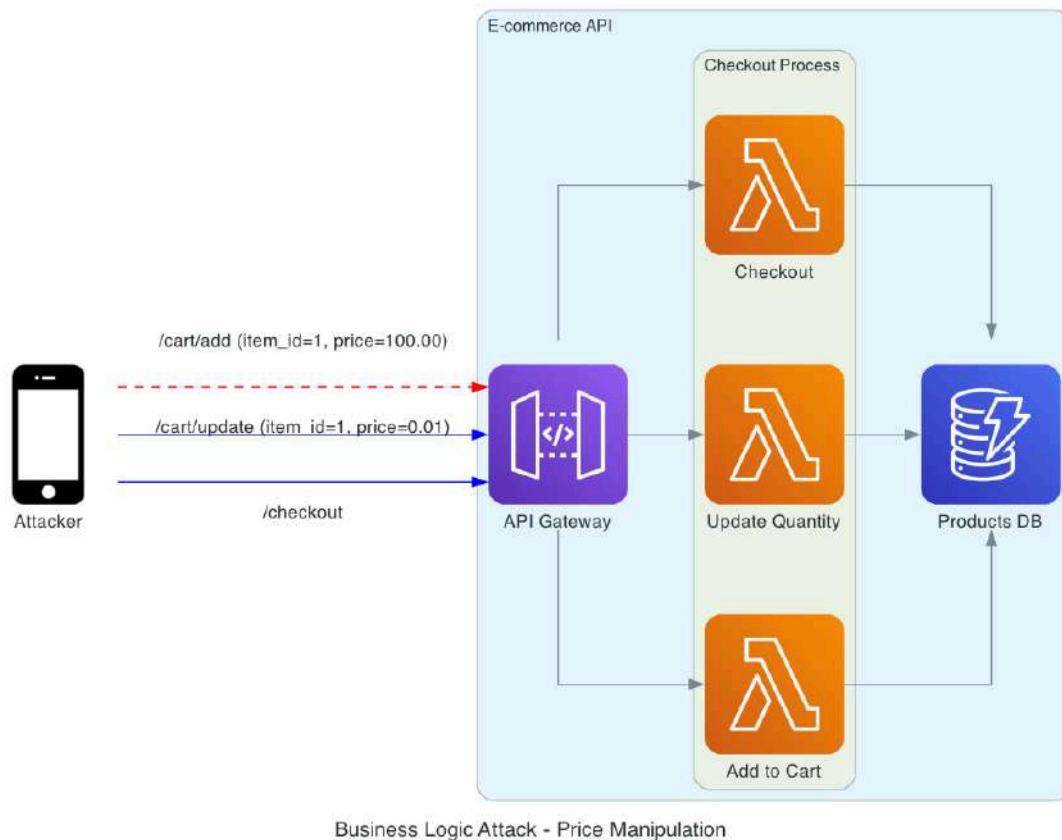 E-commerce API
Checkout Process
Checkout
/cart/add (item_id=1, price=100.00)
/cart/update (item_id=1, price=0.01)
/checkout
Attacker
API Gateway
</>
Update Quantity
Products DB
Add to Cart
Business Logic Attack - Price Manipulation